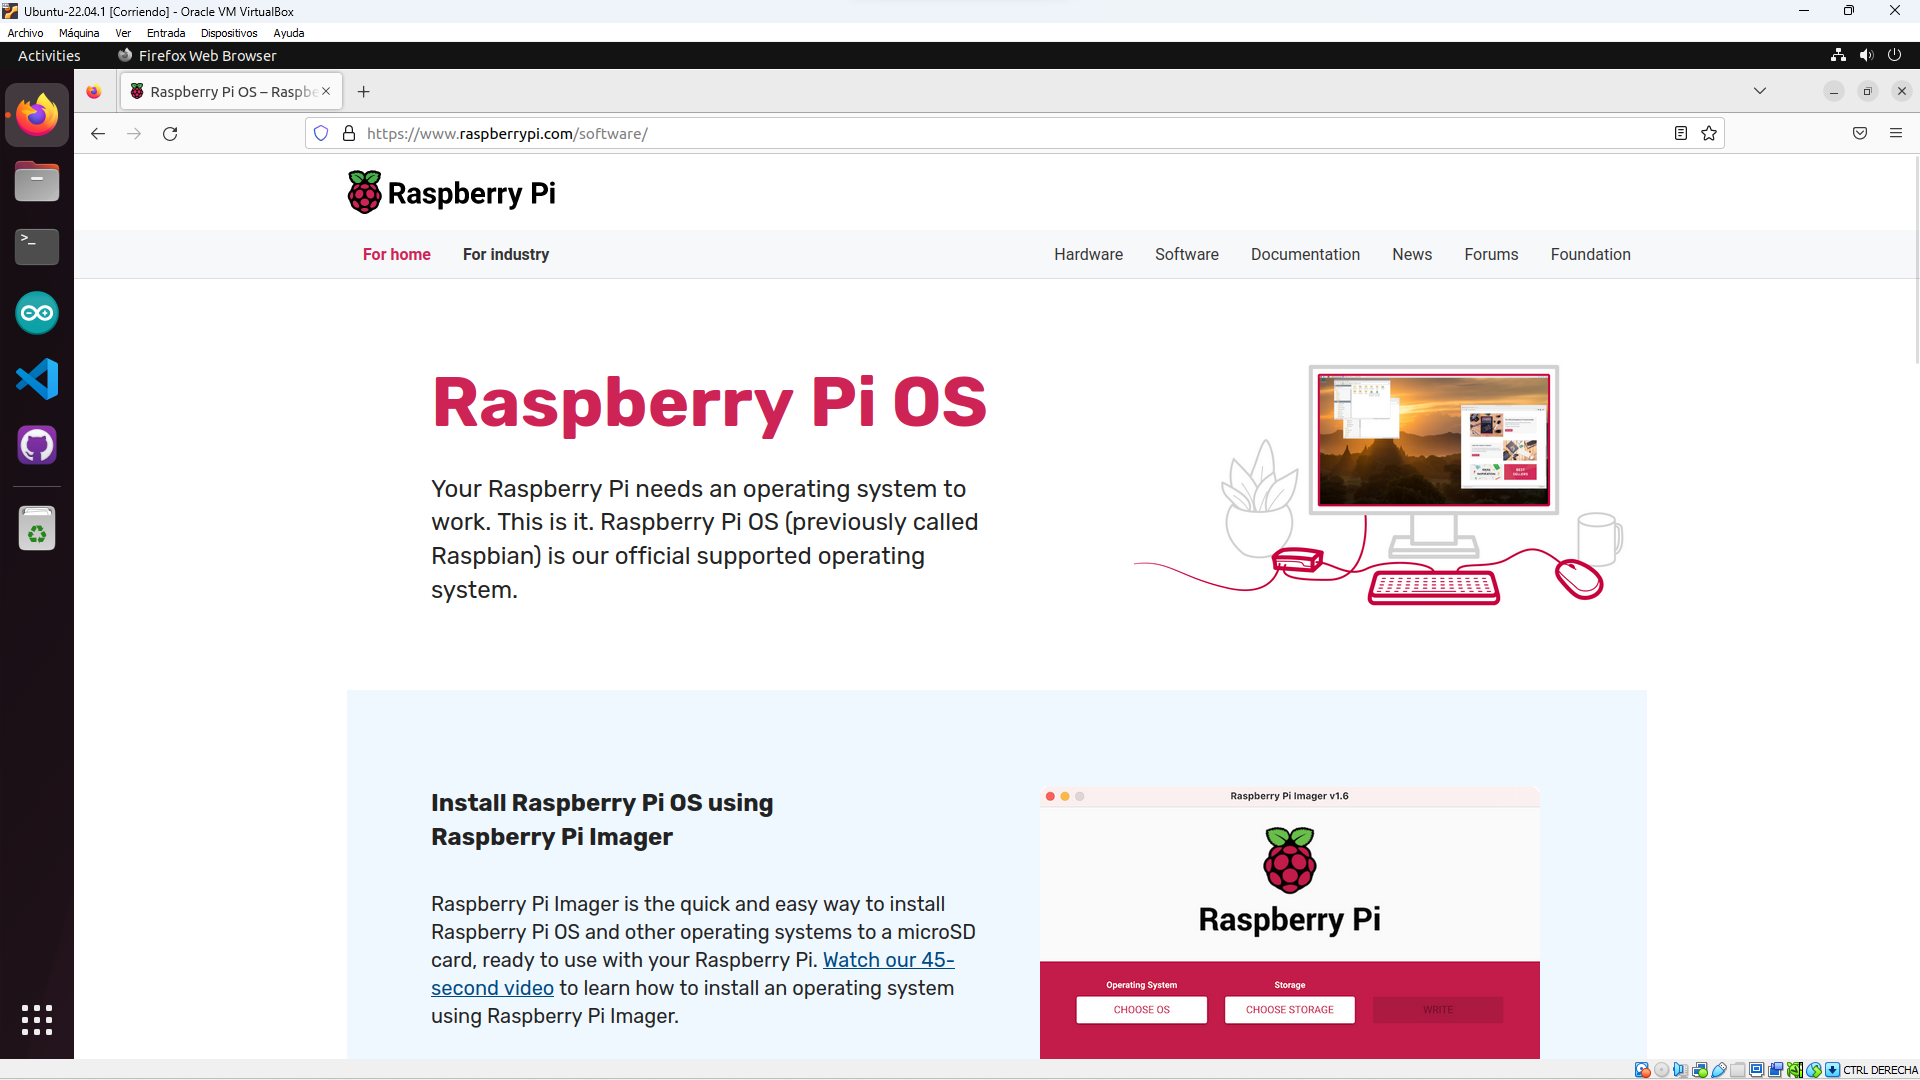 Ubuntu-22.04.1 [Corriendo] - Oracle VM VirtualBox
Archivo Máquina Ver Entrada Dispositivos Ayuda
Activities Firefox Web Browser
Raspberry Pi OS – Raspbe
https://www.raspberrypi.com/software/
Raspberry Pi
For home For industry Hardware Software Documentation News Forums Foundation
Raspberry Pi OS
Your Raspberry Pi needs an operating system to
work. This is it. Raspberry Pi OS (previously called
Raspbian) is our official supported operating
system.
Install Raspberry Pi OS using
Raspberry Pi Imager
Raspberry Pi Imager is the quick and easy way to install
Raspberry Pi OS and other operating systems to a microSD
card, ready to use with your Raspberry Pi. Watch our 45-
second video to learn how to install an operating system
using Raspberry Pi Imager.
Raspberry Pi Imager v1.6
Raspberry Pi
Operating System Storage
CHOOSE OS CHOOSE STORAGE WRITE
CTRL DERECHA